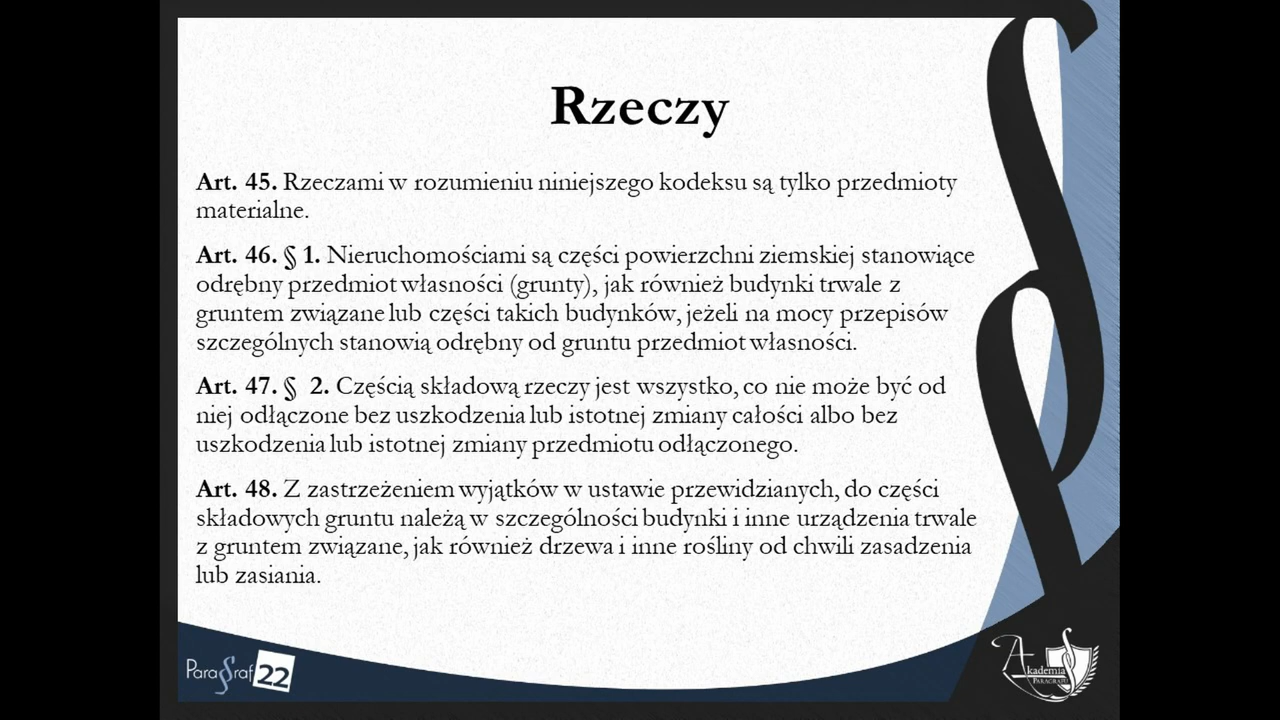 Rzeczy
Art. 45. Rzeczami w rozumieniu niniejszego kodeksu są tylko przedmioty
materialne.
Art. 46. § 1. Nieruchomościami są części powierzchni ziemskiej stanowiące
odrębny przedmiot własności (grunty), jak również budynki trwale z
gruntem związane lub części takich budynków, jeżeli na mocy przepisów
szczególnych stanowią odrębny od gruntu przedmiot własności.
Art. 47. § 2. Częścią składową rzeczy jest wszystko, co nie może być od
niej odłączone bez uszkodzenia lub istotnej zmiany całości albo bez
uszkodzenia lub istotnej zmiany przedmiotu odłączonego.
Art. 48. Z zastrzeżeniem wyjątków w ustawie przewidzianych, do części
składowych gruntu należą w szczególności budynki i inne urządzenia trwale
z gruntem związane, jak również drzewa i inne rośliny od chwili zasadzenia
lub zasiania.
Para§raf 22
Akademia
PARAGRAFU